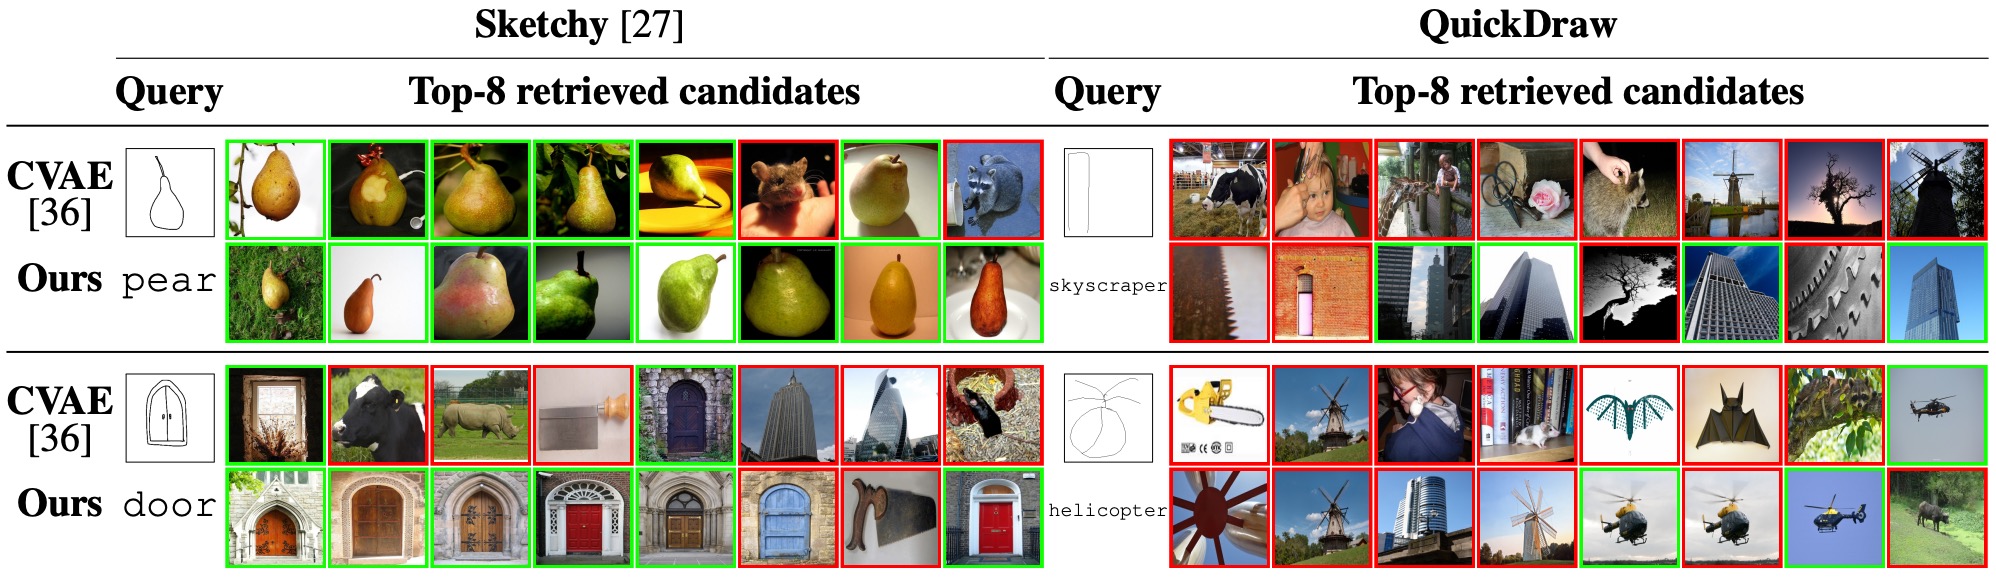 Sketchy [27]
QuickDraw
Query
Top-8 retrieved candidates
Query
Top-8 retrieved candidates
CVAE
[36]
Ours
pear
skyscraper
CVAE
[36]
Ours
door
helicopter